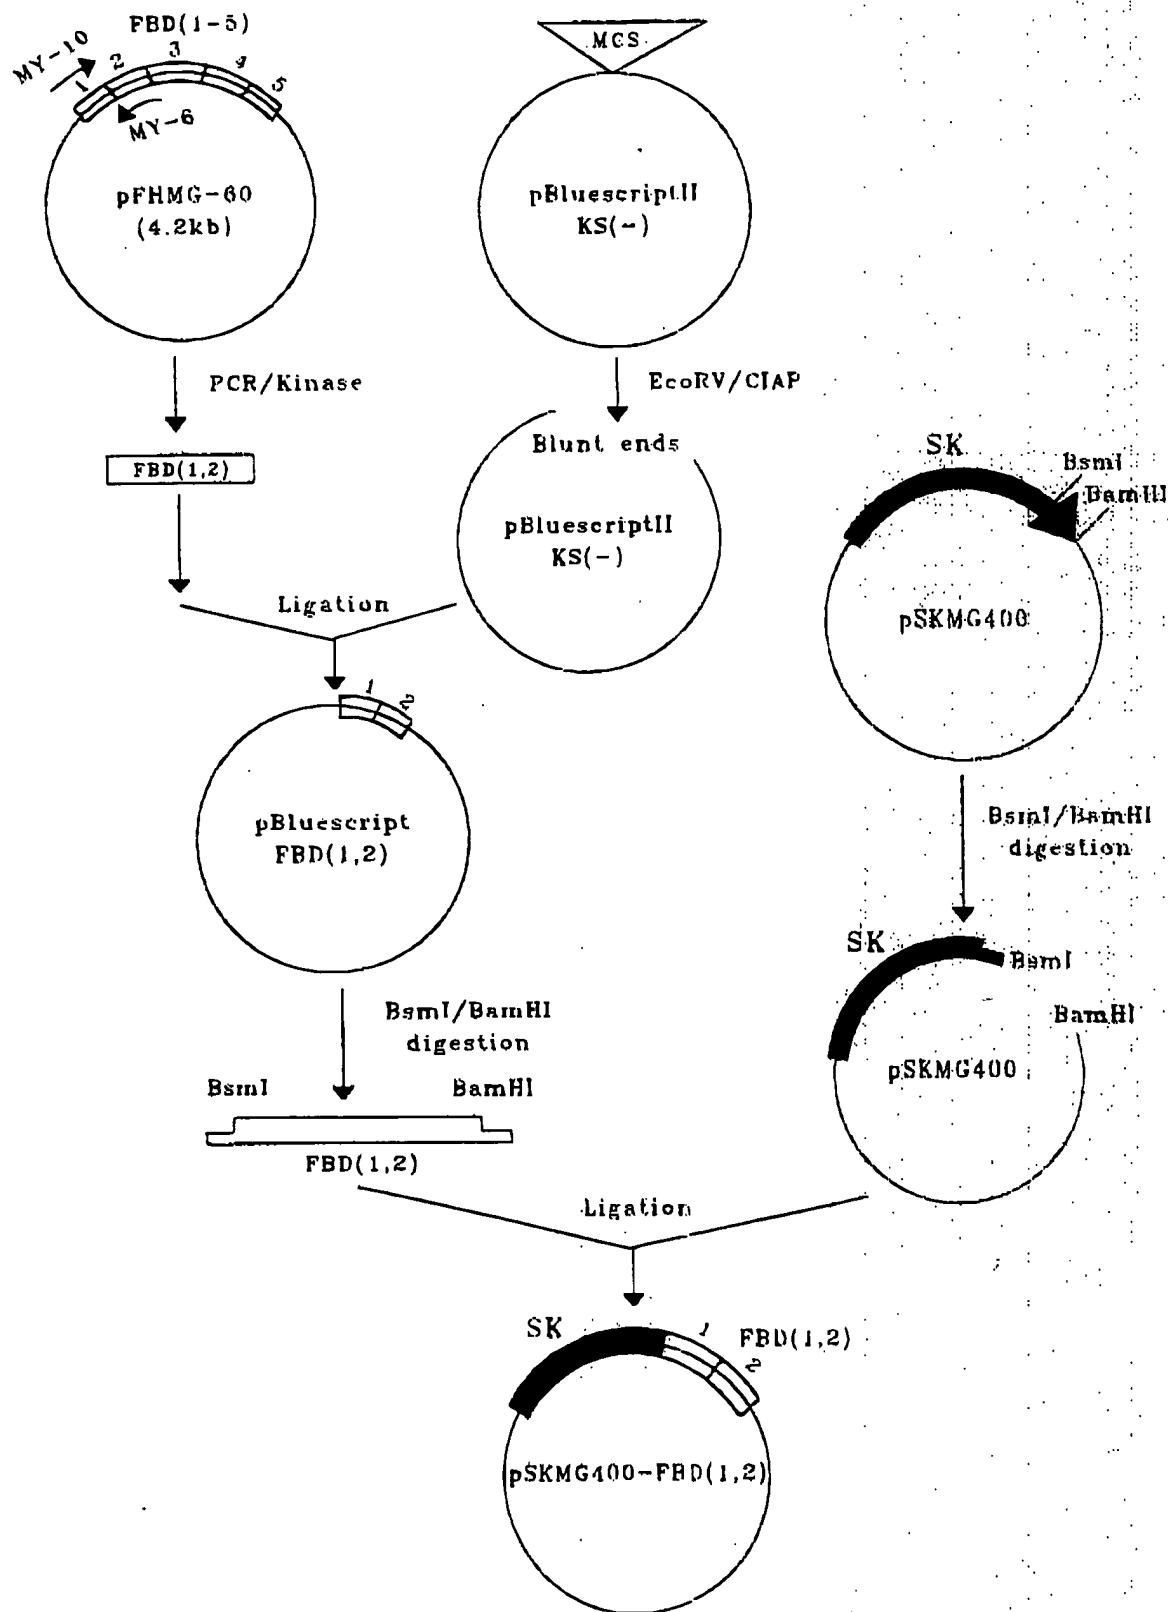 FBD(1-5)
MY-10
1 2 3 4 5
MY-6
pFHMG-60
(4.2kb)
MCS
pBluescriptII
KS(-)
PCR/Kinase
EcoRV/CIAP
FBD(1,2)
Blunt ends
pBluescriptII
KS(-)
SK
BsmI
BamHI
pSKMG400
Ligation
1 2
pBluescript
FBD(1,2)
BsmI/BamHI
digestion
BsmI/BamHI
digestion
SK
BsmI
BamHI
pSKMG400
BsmI
BamHI
FBD(1,2)
Ligation
SK
1 2
FBD(1,2)
pSKMG400-FBD(1,2)